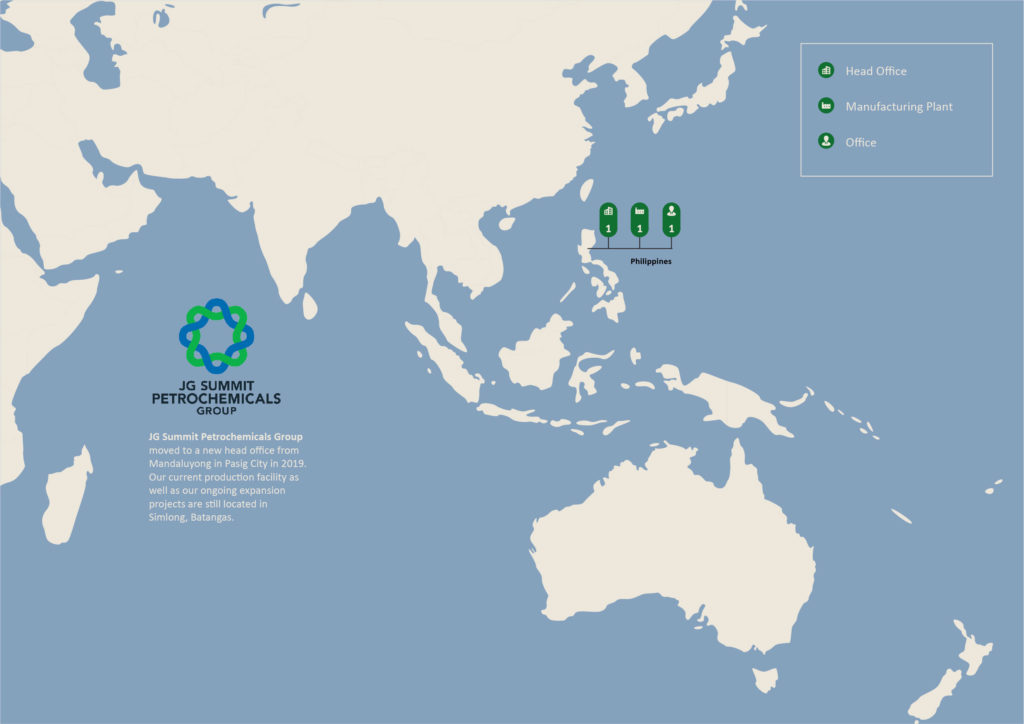 Head Office
Manufacturing Plant
Office
1 1 1
Philippines
JG SUMMIT
PETROCHEMICALS
GROUP
JG Summit Petrochemicals Group
moved to a new head office from
Mandaluyong in Pasig City in 2019.
Our current production facility as
well as our ongoing expansion
projects are still located in
Simlong, Batangas.